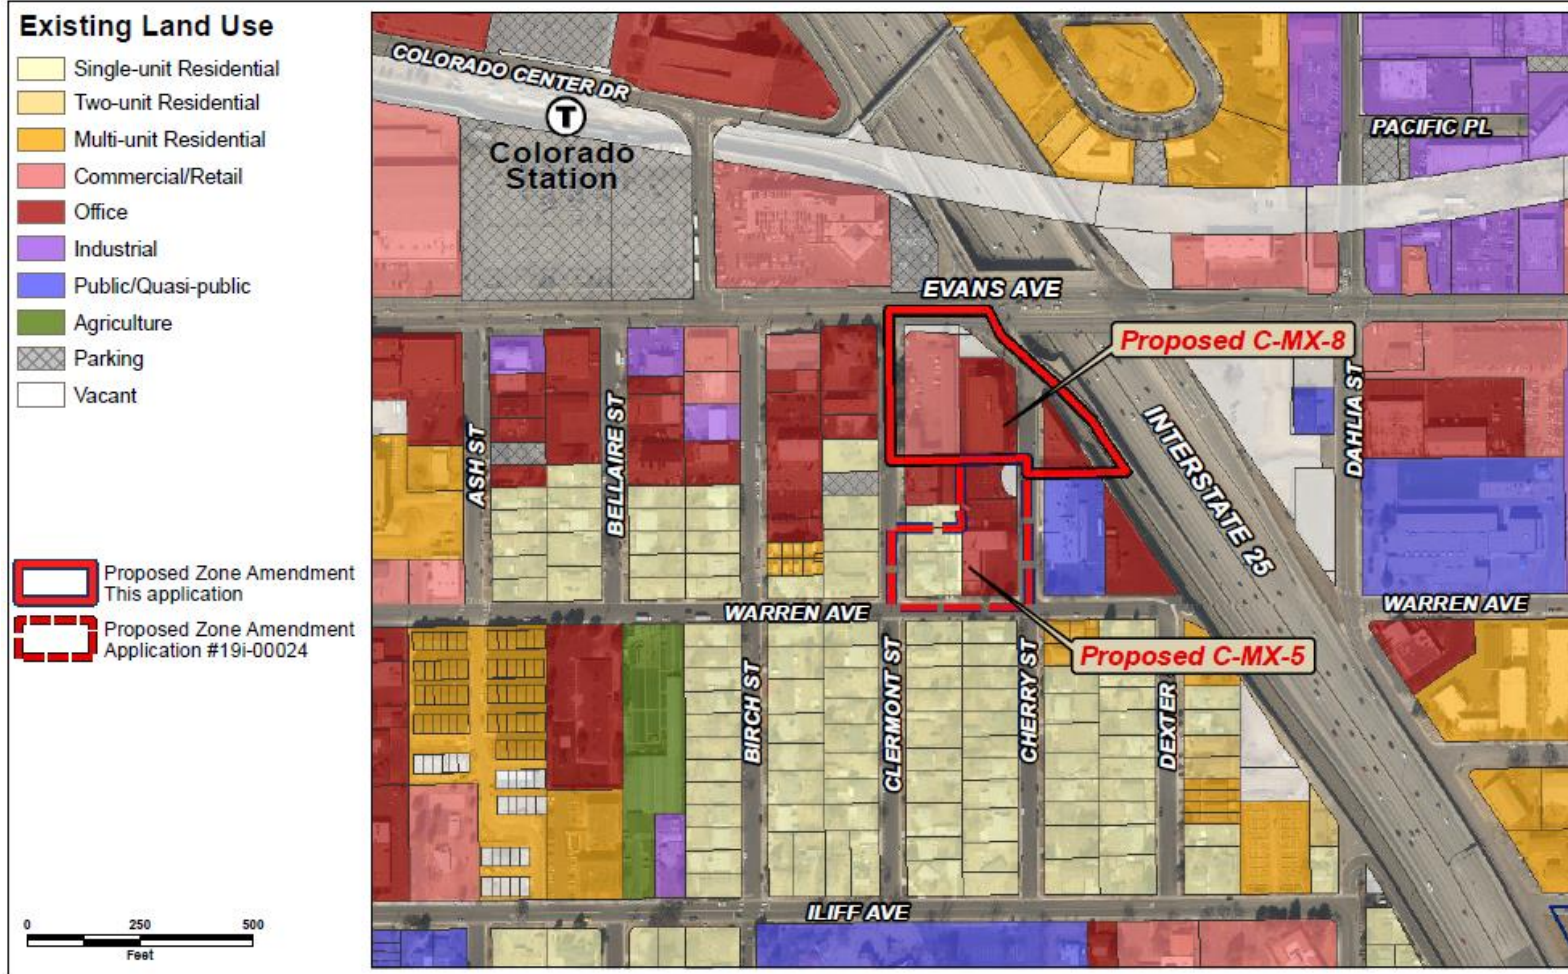 Existing Land Use
Single-unit Residential
Two-unit Residential
Multi-unit Residential
Commercial/Retail
Office
Industrial
Public/Quasi-public
Agriculture
Parking
Vacant
Proposed Zone Amendment
This application
Proposed Zone Amendment
Application #19i-00024
0 250 500
Feet
COLORADO CENTER DR
T
Colorado
Station
PACIFIC PL
EVANS AVE
Proposed C-MX-8
ASH ST
BELLAIRE ST
INTERSTATE 25
DAHLIA ST
WARREN AVE
WARREN AVE
Proposed C-MX-5
BIRCH ST
CLERMONT ST
CHERRY ST
DEXTER
ILIFF AVE